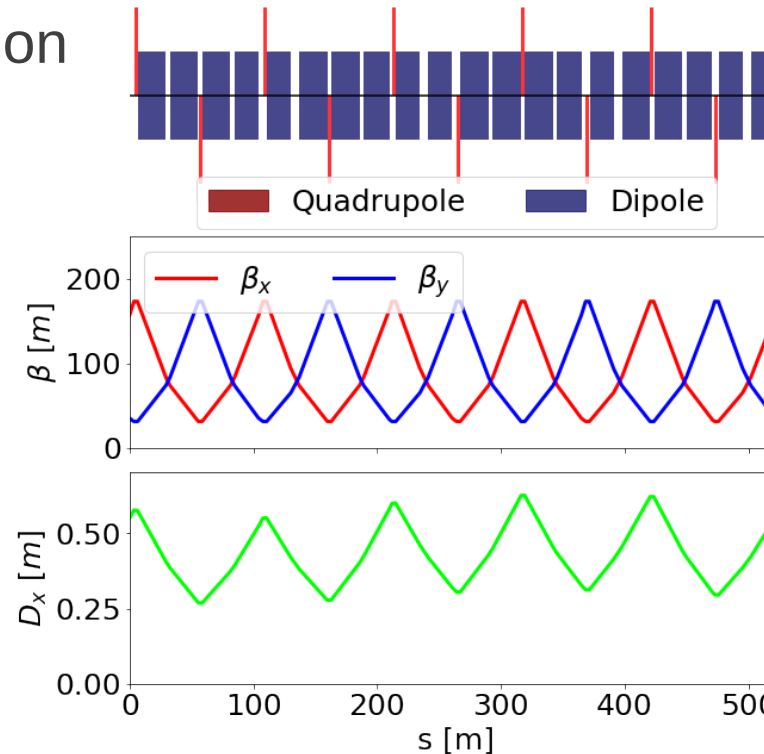 on
Quadrupole Dipole
β_x β_y
200
100
0
β [m]
0.50
0.25
0.00
D_x [m]
0 100 200 300 400 500
s [m]